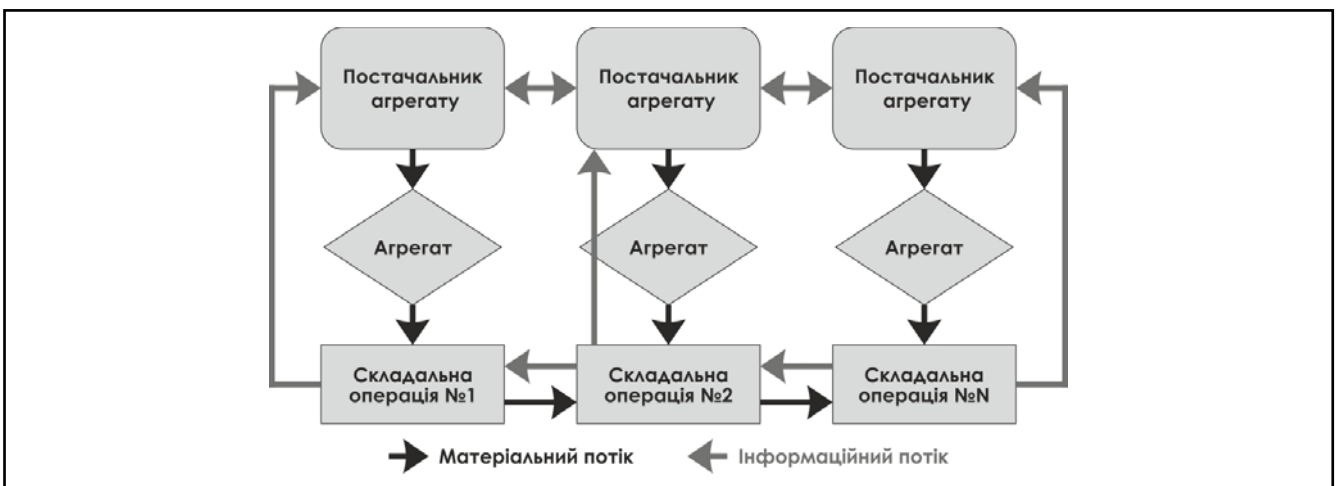 Постачальник
агрегату
Постачальник
агрегату
Постачальник
агрегату
Агрегат
Агрегат
Агрегат
Складальна
операція №1
Складальна
операція №2
Складальна
операція №N
Матеріальний потік
Інформаційний потік